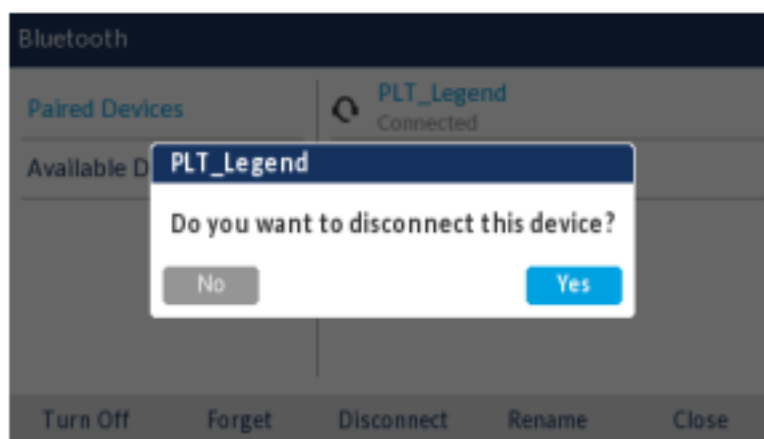 Bluetooth
Paired Devices
PLT_Legend
Connected
Available D
PLT_Legend
Do you want to disconnect this device?
No Yes
Turn Off Forget Disconnect Rename Close